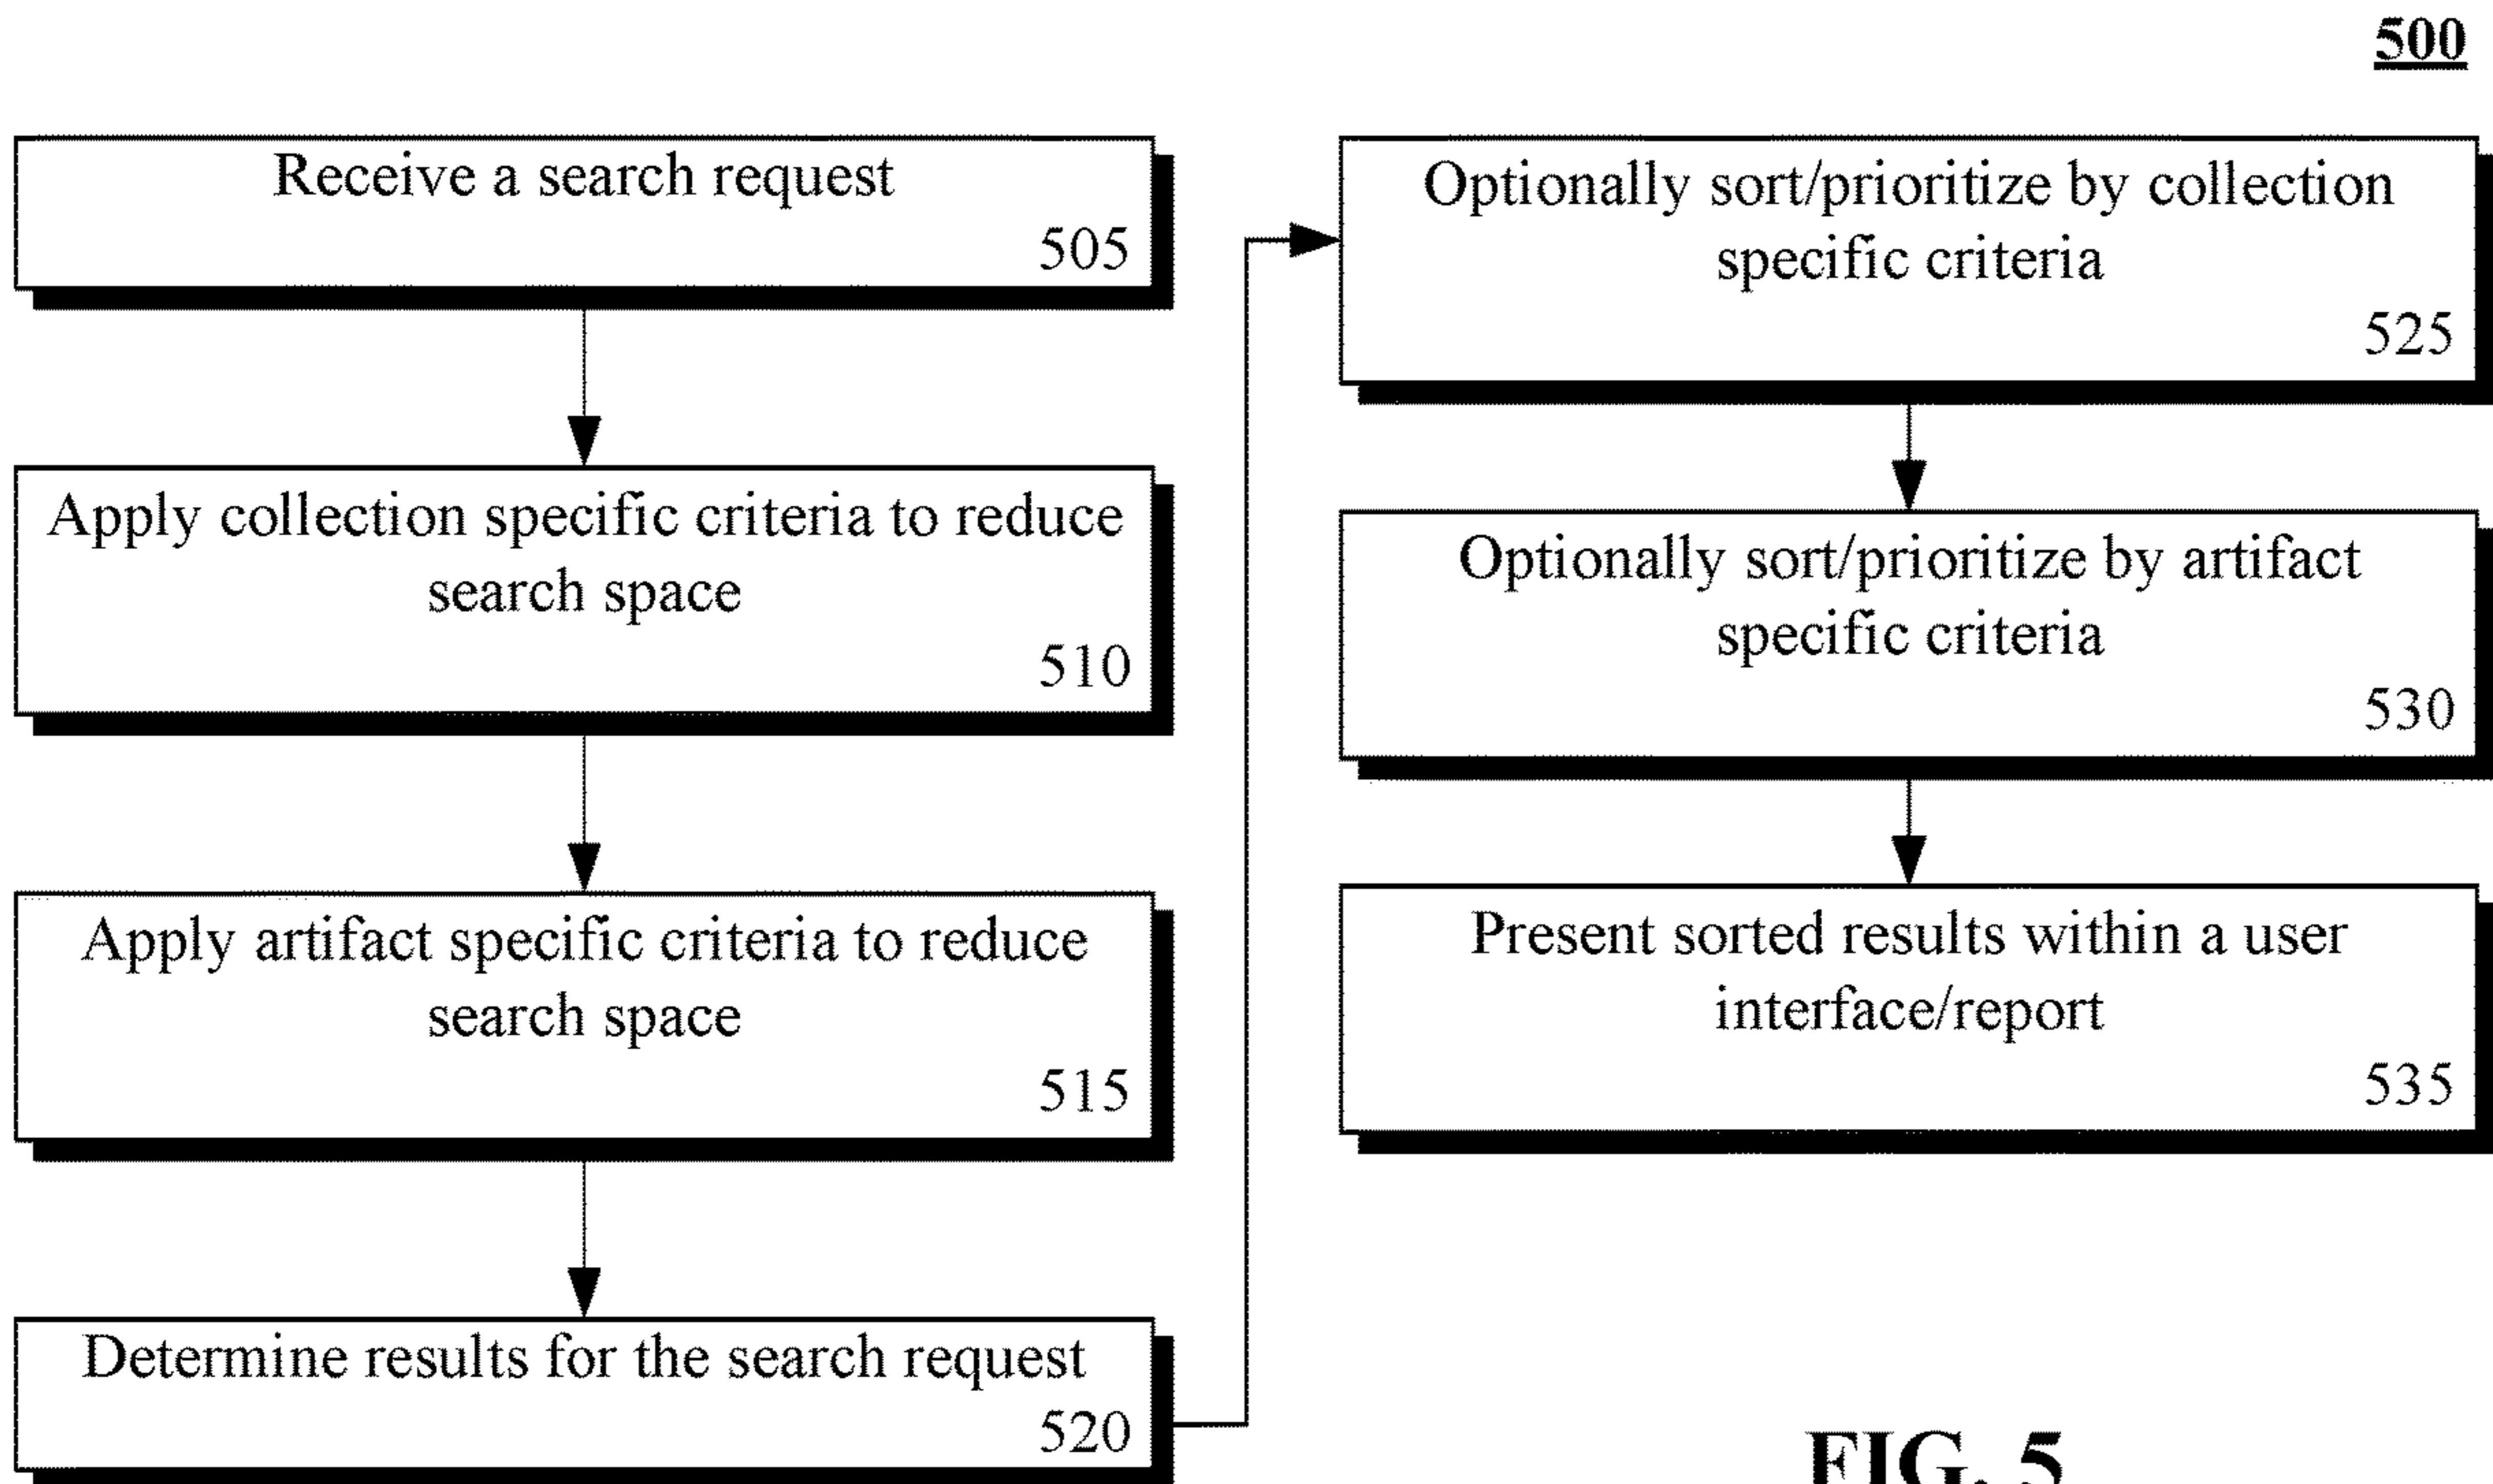 500
Receive a search request
505
Apply collection specific criteria to reduce
search space
510
Apply artifact specific criteria to reduce
search space
515
Determine results for the search request
520
Optionally sort/prioritize by collection
specific criteria
525
Optionally sort/prioritize by artifact
specific criteria
530
Present sorted results within a user
interface/report
535
FIG. 5